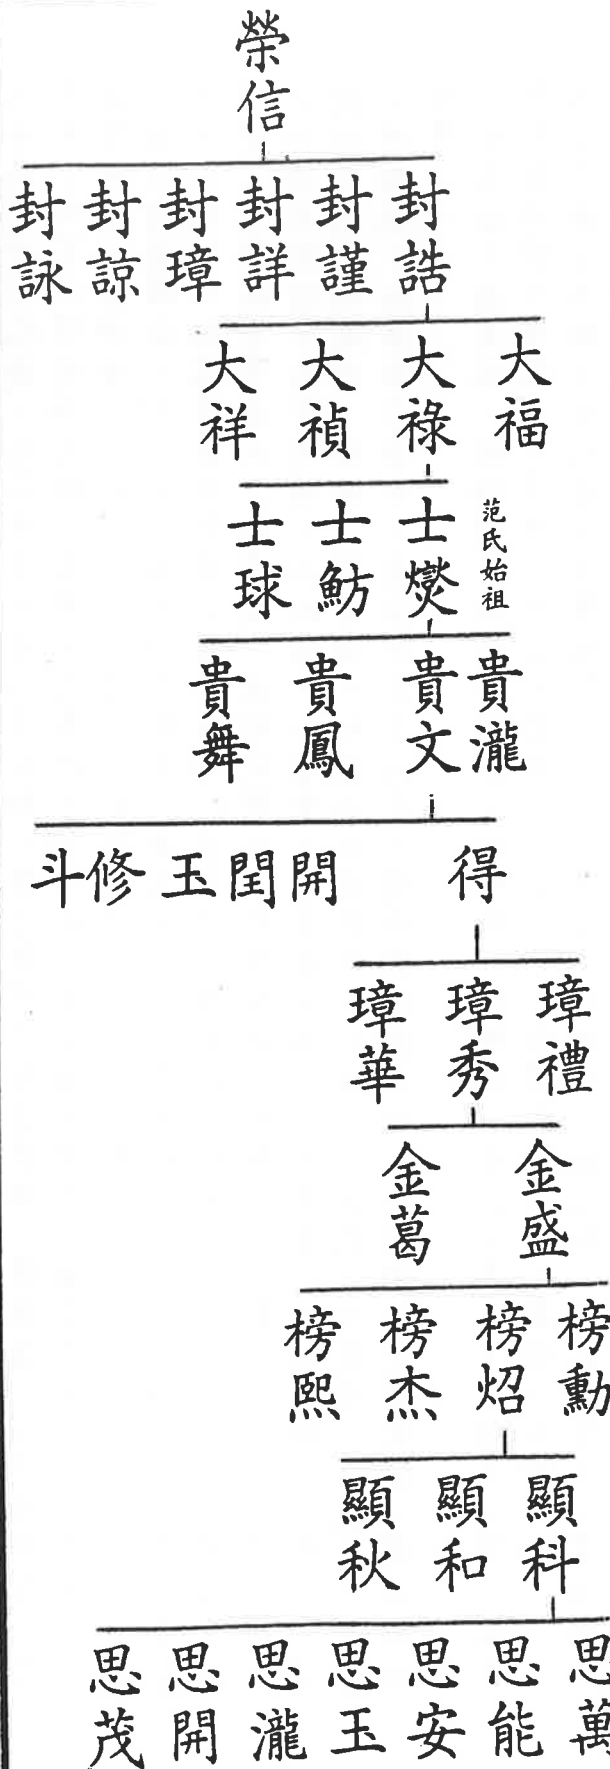 榮信
封誥 封謹 封詳 封璋 封諒 封詠
大福 大祿 大禎 大祥
范氏始祖
士燮 士魴 士球
貴瀧 貴文 貴鳳 貴舞
得 開 閏 玉 修 斗
璋禮 璋秀 璋華
金盛 金葛
榜勳 榜炤 榜杰 榜熙
顯科 顯和 顯秋
思萬 思能 思安 思玉 思瀧 思開 思茂